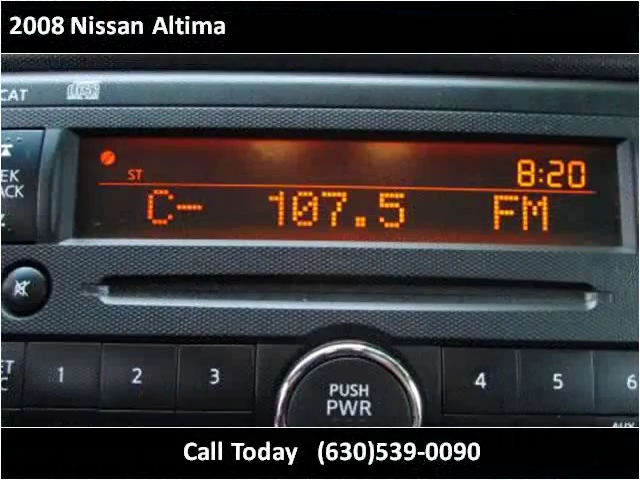 2008 Nissan Altima
CAT
ST
8:20
C- 107.5 FM
1
2
3
PUSH
PWR
4
5
6
Call Today (630)539-0090